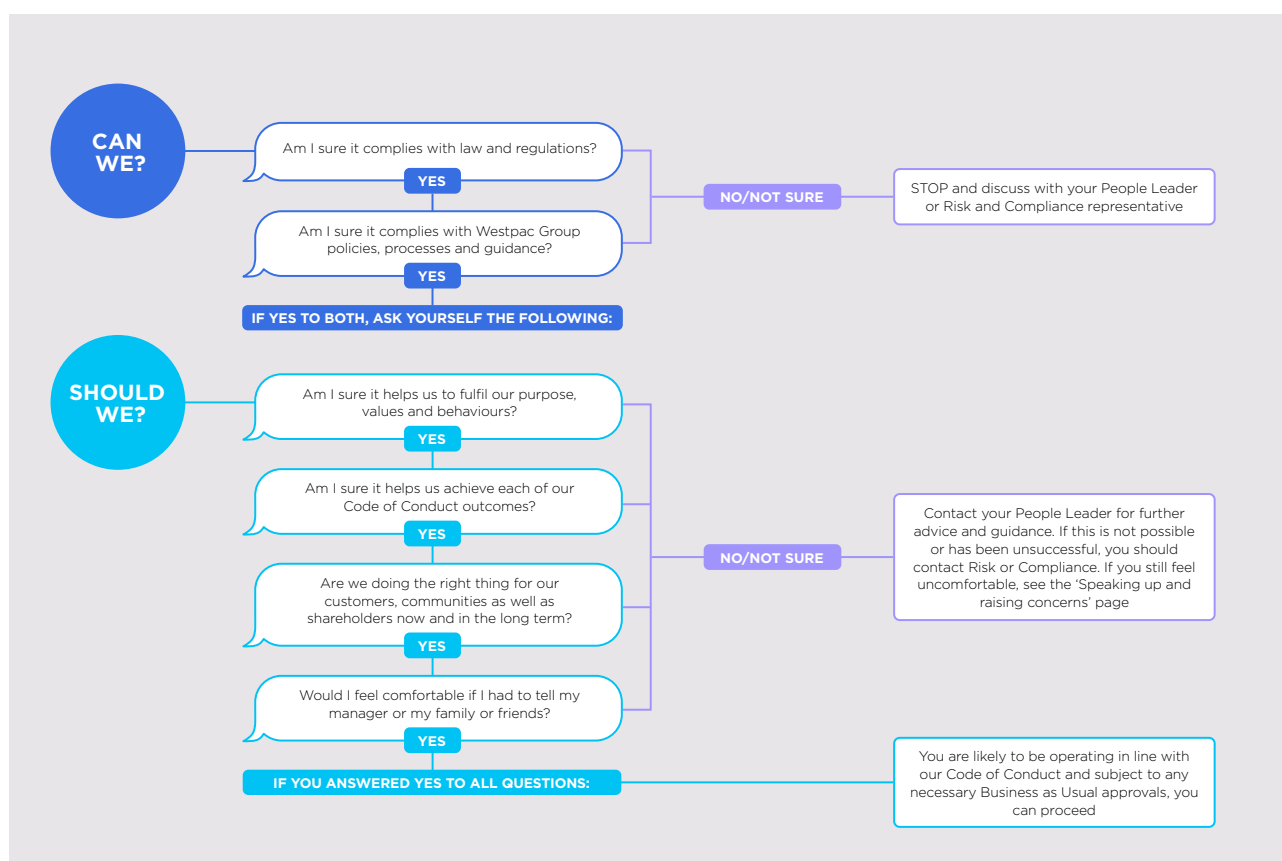 CAN
WE?
Am I sure it complies with law and regulations?
YES
Am I sure it complies with Westpac Group
policies, processes and guidance?
YES
NO/NOT SURE
STOP and discuss with your People Leader
or Risk and Compliance representative
IF YES TO BOTH, ASK YOURSELF THE FOLLOWING:
SHOULD
WE?
Am I sure it helps us to fulfil our purpose,
values and behaviours?
YES
Am I sure it helps us achieve each of our
Code of Conduct outcomes?
YES
Are we doing the right thing for our
customers, communities as well as
shareholders now and in the long term?
YES
Would I feel comfortable if I had to tell my
manager or my family or friends?
YES
NO/NOT SURE
Contact your People Leader for further
advice and guidance. If this is not possible
or has been unsuccessful, you should
contact Risk or Compliance. If you still feel
uncomfortable, see the ‘Speaking up and
raising concerns’ page
IF YOU ANSWERED YES TO ALL QUESTIONS:
You are likely to be operating in line with
our Code of Conduct and subject to any
necessary Business as Usual approvals, you
can proceed